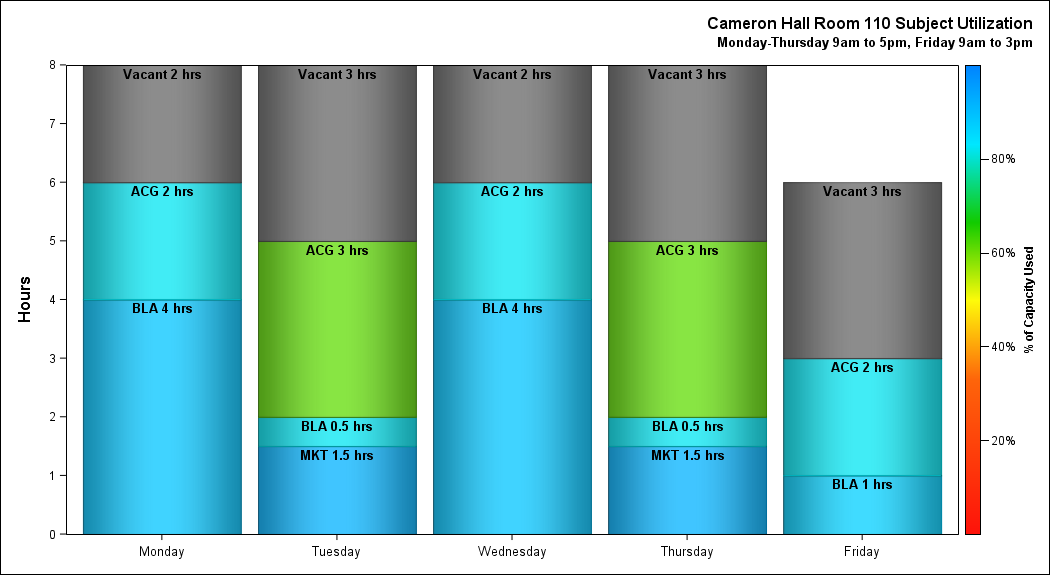 Cameron Hall Room 110 Subject Utilization
Monday-Thursday 9am to 5pm, Friday 9am to 3pm
Hours
8
7
6
5
4
3
2
1
0
Vacant 2 hrs
ACG 2 hrs
BLA 4 hrs
Monday
Vacant 3 hrs
ACG 3 hrs
BLA 0.5 hrs
MKT 1.5 hrs
Tuesday
Vacant 2 hrs
ACG 2 hrs
BLA 4 hrs
Wednesday
Vacant 3 hrs
ACG 3 hrs
BLA 0.5 hrs
MKT 1.5 hrs
Thursday
Vacant 3 hrs
ACG 2 hrs
BLA 1 hrs
Friday
80%
60%
40%
20%
% of Capacity Used